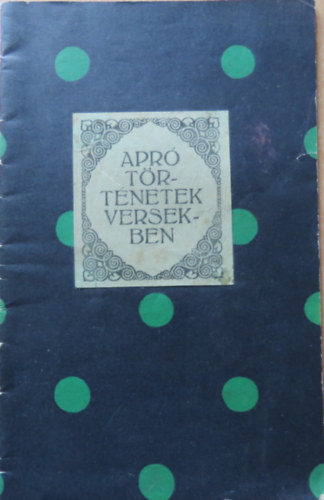 APRÓ
TÖR-
TÉNETEK
VERSEK-
BEN